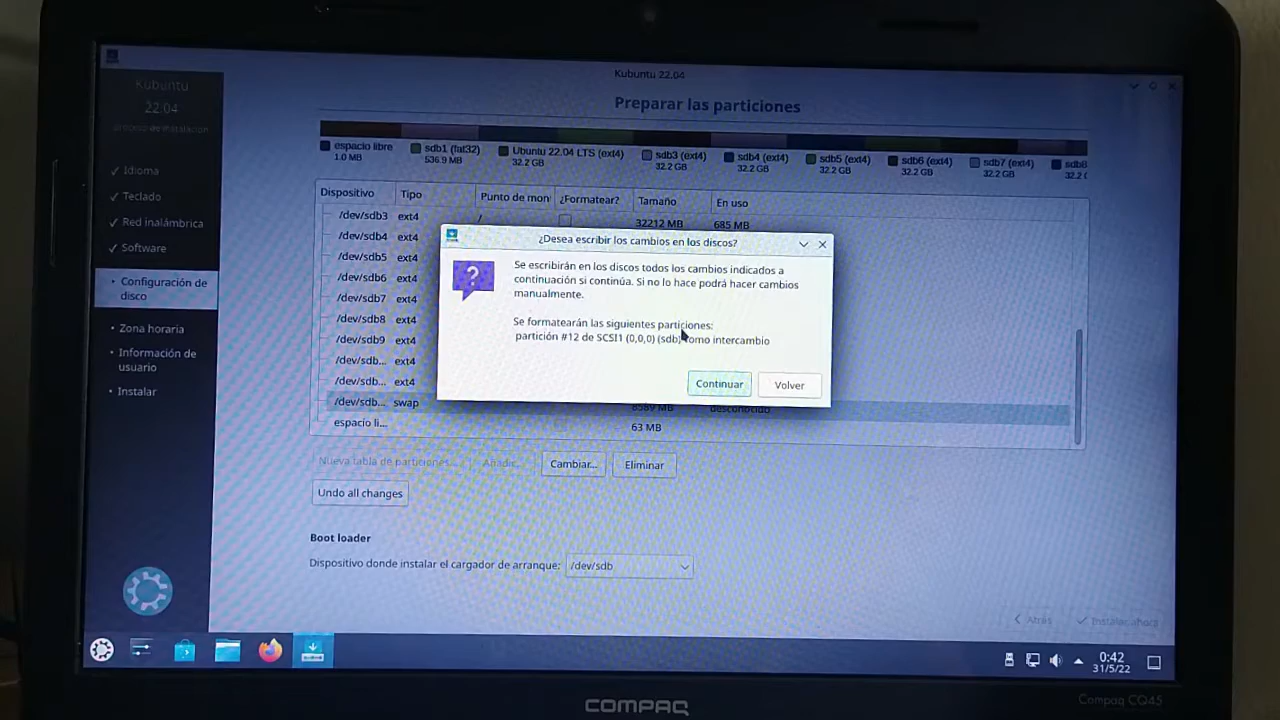 Kubuntu 22.04
Kubuntu
22.04
Preparar las particiones
✓ Idioma
✓ Teclado
✓ Red inalámbrica
✓ Software
· Configuración de
disco
· Zona horaria
· Información de
usuario
· Instalar
espacio libre
1.0 MB
sdb1 (fat32)
536.9 MB
Ubuntu 22.04 LTS (ext4)
32.2 GB
sdb3 (ext4)
32.2 GB
sdb4 (ext4)
32.2 GB
sdb5 (ext4)
32.2 GB
sdb6 (ext4)
32.2 GB
sdb7 (ext4)
32.2 GB
sdb8
32.2 G
Dispositivo Tipo Punto de mon ¿Formatear? Tamaño En uso
/dev/sdb3 ext4 / 32212 MB 685 MB
/dev/sdb4 ext4
/dev/sdb5 ext4
/dev/sdb6 ext4
/dev/sdb7 ext4
/dev/sdb8 ext4
/dev/sdb9 ext4
/dev/sdb... ext4
/dev/sdb... ext4
/dev/sdb... swap 8589 MB desconocido
espacio li... 63 MB
¿Desea escribir los cambios en los discos?
Se escribirán en los discos todos los cambios indicados a
continuación si continúa. Si no lo hace podrá hacer cambios
manualmente.
Se formatearán las siguientes particiones:
partición #12 de SCSI1 (0,0,0) (sdb) como intercambio
Continuar Volver
Nueva tabla de particiones... Añadir... Cambiar... Eliminar
Undo all changes
Boot loader
Dispositivo donde instalar el cargador de arranque: /dev/sdb
Atrás ✓ Instalar ahora
0:42
31/5/22
COMPAQ
Compaq CQ45